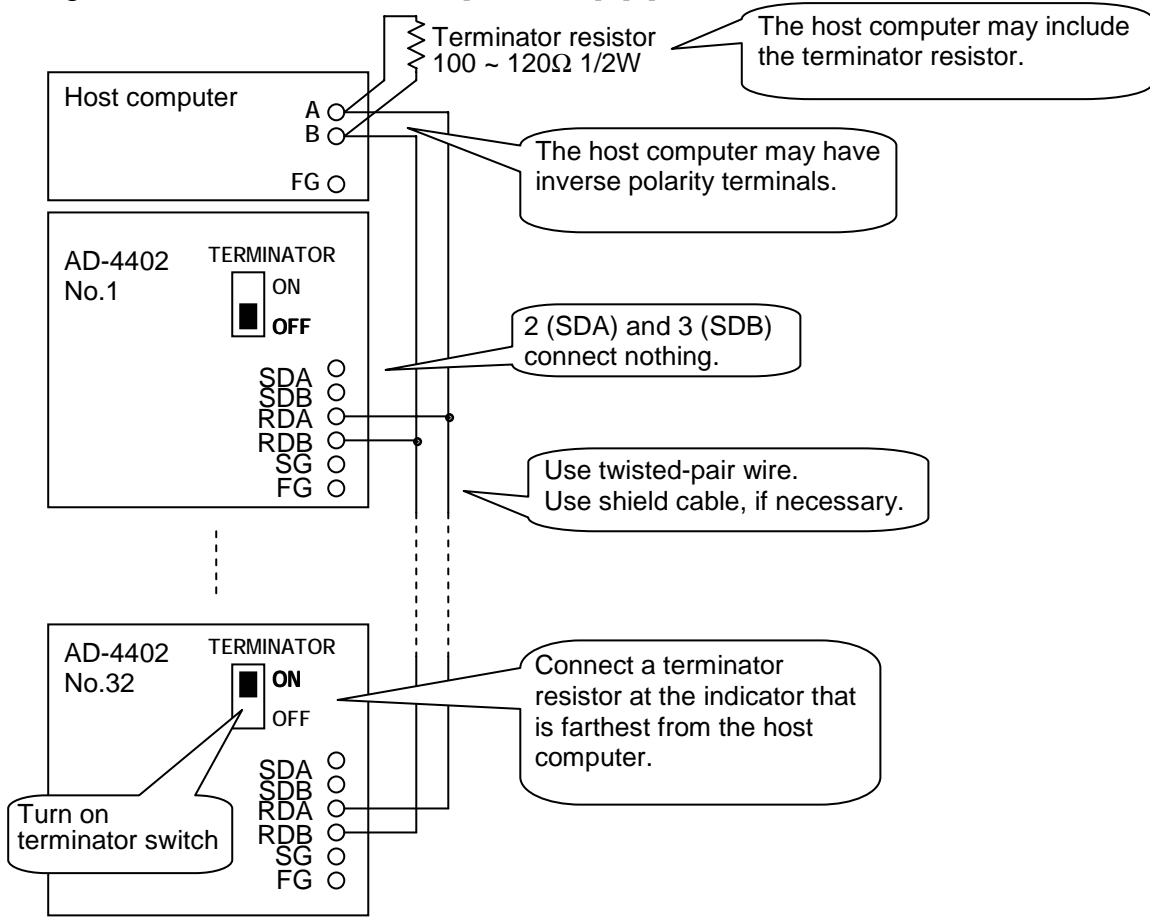 Terminator resistor
100 ~ 120Ω 1/2W
The host computer may include
the terminator resistor.
Host computer
A
B
FG
The host computer may have
inverse polarity terminals.
AD-4402
No.1
TERMINATOR
ON
OFF
2 (SDA) and 3 (SDB)
connect nothing.
SDA
SDB
RDA
RDB
SG
FG
Use twisted-pair wire.
Use shield cable, if necessary.
AD-4402
No.32
TERMINATOR
ON
OFF
Connect a terminator
resistor at the indicator that
is farthest from the host
computer.
SDA
SDB
RDA
RDB
SG
FG
Turn on
terminator switch